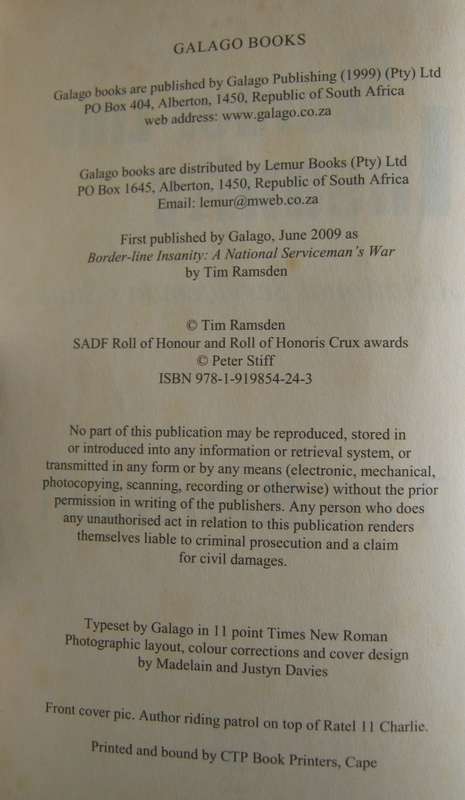 GALAGO BOOKS
Galago books are published by Galago Publishing (1999) (Pty) Ltd
PO Box 404, Alberton, 1450, Republic of South Africa
web address: www.galago.co.za
Galago books are distributed by Lemur Books (Pty) Ltd
PO Box 1645, Alberton, 1450, Republic of South Africa
Email: lemur@mweb.co.za
First published by Galago, June 2009 as
Border-line Insanity: A National Serviceman's War
by Tim Ramsden
© Tim Ramsden
SADF Roll of Honour and Roll of Honoris Crux awards
© Peter Stiff
ISBN 978-1-919854-24-3
No part of this publication may be reproduced, stored in
or introduced into any information or retrieval system, or
transmitted in any form or by any means (electronic, mechanical,
photocopying, scanning, recording or otherwise) without the prior
permission in writing of the publishers. Any person who does
any unauthorised act in relation to this publication renders
themselves liable to criminal prosecution and a claim
for civil damages.
Typeset by Galago in 11 point Times New Roman
Photographic layout, colour corrections and cover design
by Madelain and Justyn Davies
Front cover pic. Author riding patrol on top of Ratel 11 Charlie.
Printed and bound by CTP Book Printers, Cape